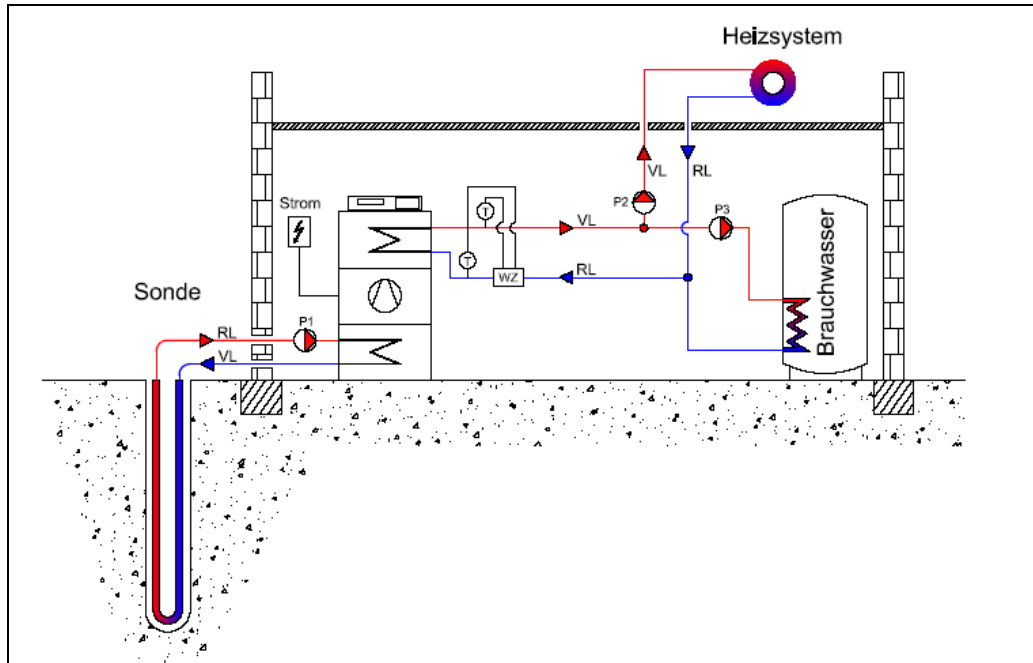 Heizsystem
VL
RL
P2
P3
Strom
T
VL
T
WZ
RL
Brauchwasser
Sonde
P1
RL
VL